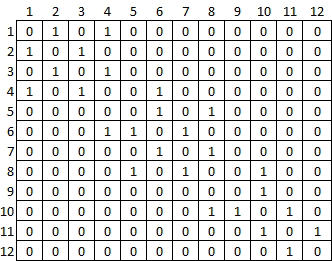 1 2 3 4 5 6 7 8 9 10 11 12
1 0 1 0 1 0 0 0 0 0 0 0 0
2 1 0 1 0 0 0 0 0 0 0 0 0
3 0 1 0 1 0 0 0 0 0 0 0 0
4 1 0 1 0 0 1 0 0 0 0 0 0
5 0 0 0 0 0 1 0 1 0 0 0 0
6 0 0 0 1 1 0 1 0 0 0 0 0
7 0 0 0 0 0 1 0 1 0 0 0 0
8 0 0 0 0 1 0 1 0 0 1 0 0
9 0 0 0 0 0 0 0 0 0 1 0 0
10 0 0 0 0 0 0 0 1 1 0 1 0
11 0 0 0 0 0 0 0 0 0 1 0 1
12 0 0 0 0 0 0 0 0 0 0 1 0